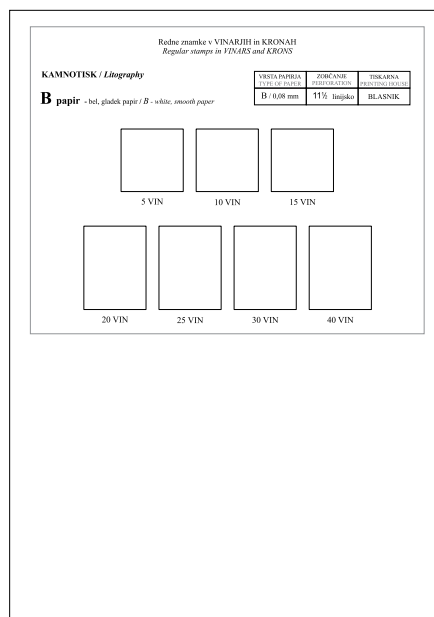 Redne znamke v VINARJIH in KRONAH
Regular stamps in VINARS and KRONS
KAMNOTISK / Litography
VRSTA PAPIRJA ZOBČANJE TISKARNA
TYPE OF PAPER PERFORATION PRINTING HOUSE
B / 0,08 mm 11½ linijsko BLASNIK
B papir - bel, gladek papir / B - white, smooth paper
5 VIN 10 VIN 15 VIN
20 VIN 25 VIN 30 VIN 40 VIN